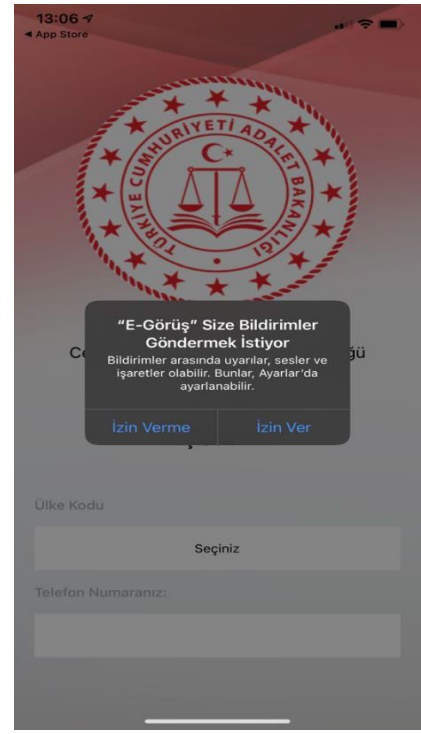 13:06
◀ App Store
TÜRKİYE CUMHURİYETİ ADALET BAKANLIĞI
"E-Görüş" Size Bildirimler
Göndermek İstiyor
Bildirimler arasında uyarılar, sesler ve
işaretler olabilir. Bunlar, Ayarlar'da
ayarlanabilir.
İzin Verme
İzin Ver
Ülke Kodu
Seçiniz
Telefon Numaranız: